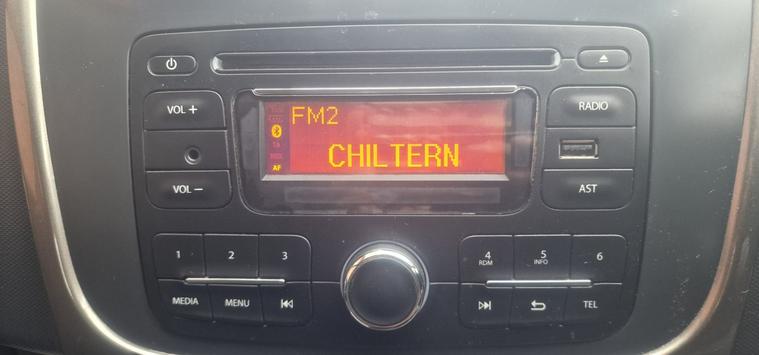 VOL +
RADIO
FM2
CHILTERN
AF
VOL –
AST
1
2
3
4
RDM
5
INFO
6
MEDIA
MENU
TEL